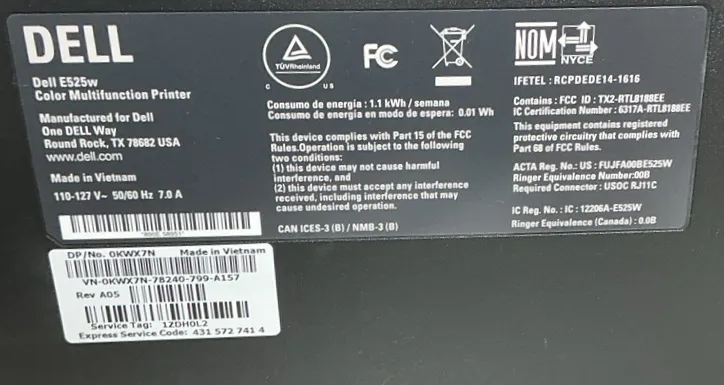 DELL
Dell E525w
Color Multifunction Printer
Manufactured for Dell
One DELL Way
Round Rock, TX 78682 USA
www.dell.com
Made in Vietnam
110-127 V~ 50/60 Hz 7.0 A
TÜVRheinland
C US
FC
Consumo de energia : 1.1 kWh / semana
Consumo de energia en modo de espera: 0.01 Wh
This device complies with Part 15 of the FCC
Rules.Operation is subject to the following
two conditions:
(1) this device may not cause harmful
interference, and
(2) this device must accept any interference
received, including interference that may
cause undesired operation.
CAN ICES-3 (B) / NMB-3 (B)
NOM
NYCE
IFETEL : RCPDEDE14-1616
Contains : FCC ID : TX2-RTL8188EE
IC Certification Number : 6317A-RTL8188EE
This equipment contains registered
protective circuitry that complies with
Part 68 of FCC Rules.
ACTA Reg. No.: US : FUJFA00BE525W
Ringer Equivalence Number:00B
Required Connector : USOC RJ11C
IC Reg. No.: IC : 12206A-E525W
Ringer Equivalence (Canada) : 0.0B
DP/No. 0KWX7N Made in Vietnam
VN-0KWX7N-78240-799-A157
Rev A05
Service Tag: 1ZDH0L2
Express Service Code: 431 572 741 4